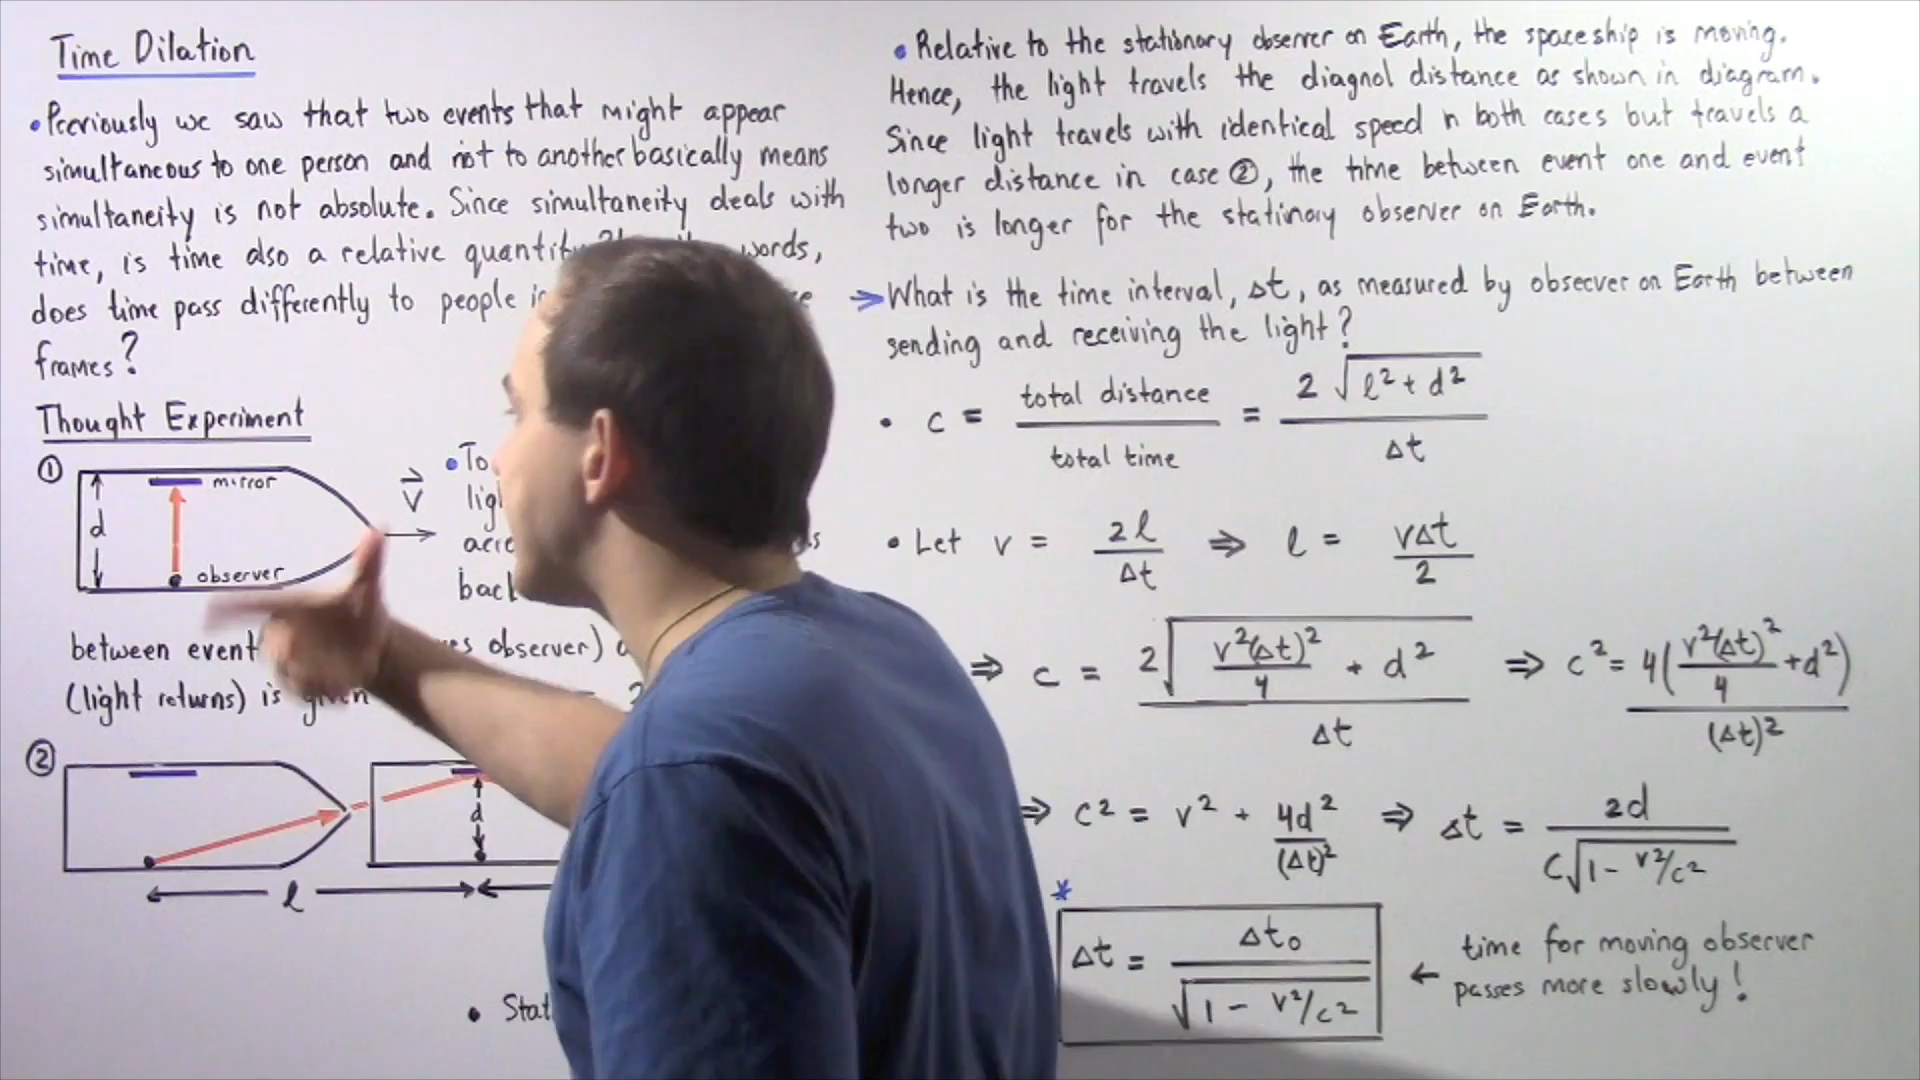 Time Dilation
• Previously we saw that two events that might appear
simultaneous to one person and not to another basically means
simultaneity is not absolute. Since simultaneity deals with
time, is time also a relative quantity? words,
does time pass differently to people
frames?
Thought Experiment
①
mirror
d
observer
v
• To
back
between event observer)
(light returns) is given
②
d
l
• Stat
• Relative to the stationary observer on Earth, the spaceship is moving.
Hence, the light travels the diagnol distance as shown in diagram.
Since light travels with identical speed n both cases but travels a
longer distance in case ②, the time between event one and event
two is longer for the stationary observer on Earth.
→ What is the time interval, Δt, as measured by observer on Earth between
sending and receiving the light?
• c = total distance / total time = 2√(l² + d²) / Δt
• Let v = 2l / Δt ⇒ l = vΔt / 2
⇒ c = 2√(v²(Δt)²/4 + d²) / Δt ⇒ c² = 4(v²(Δt)²/4 + d²) / (Δt)²
⇒ c² = v² + 4d²/(Δt)² ⇒ Δt = 2d / c√(1 - v²/c²)
*
Δt = Δt₀ / √(1 - v²/c²) ← time for moving observer
passes more slowly!